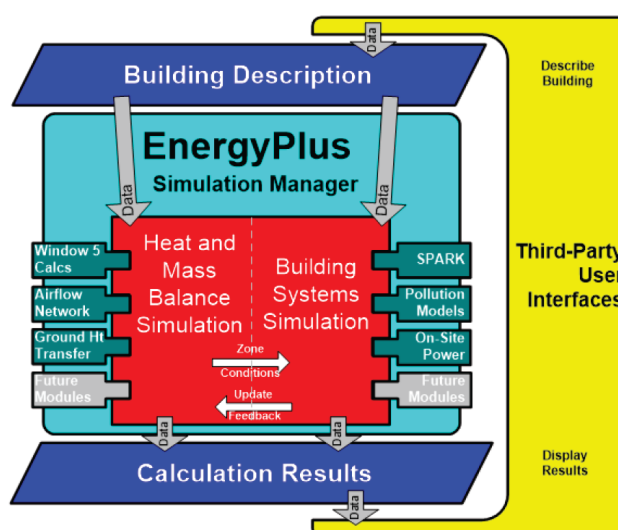 Data
Building Description
Describe
Building
EnergyPlus
Simulation Manager
Data
Data
Heat and
Mass
Balance
Simulation
Building
Systems
Simulation
Window 5
Calcs
Airflow
Network
Ground Ht
Transfer
Future
Modules
SPARK
Pollution
Models
On-Site
Power
Future
Modules
Zone
Conditions
Update
Feedback
Third-Party
User
Interfaces
Data
Data
Calculation Results
Display
Results
Data